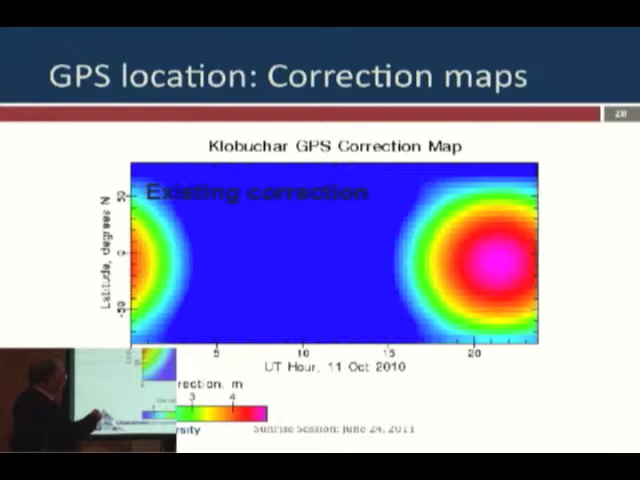 GPS location: Correction maps
20
Klobuchar GPS Correction Map
Existing correction
Latitude, degrees N
50
0
-50
5
10
15
20
UT Hour, 11 Oct 2010
rection, m
3
4
rsity
Sunrise Session: June 24, 2011